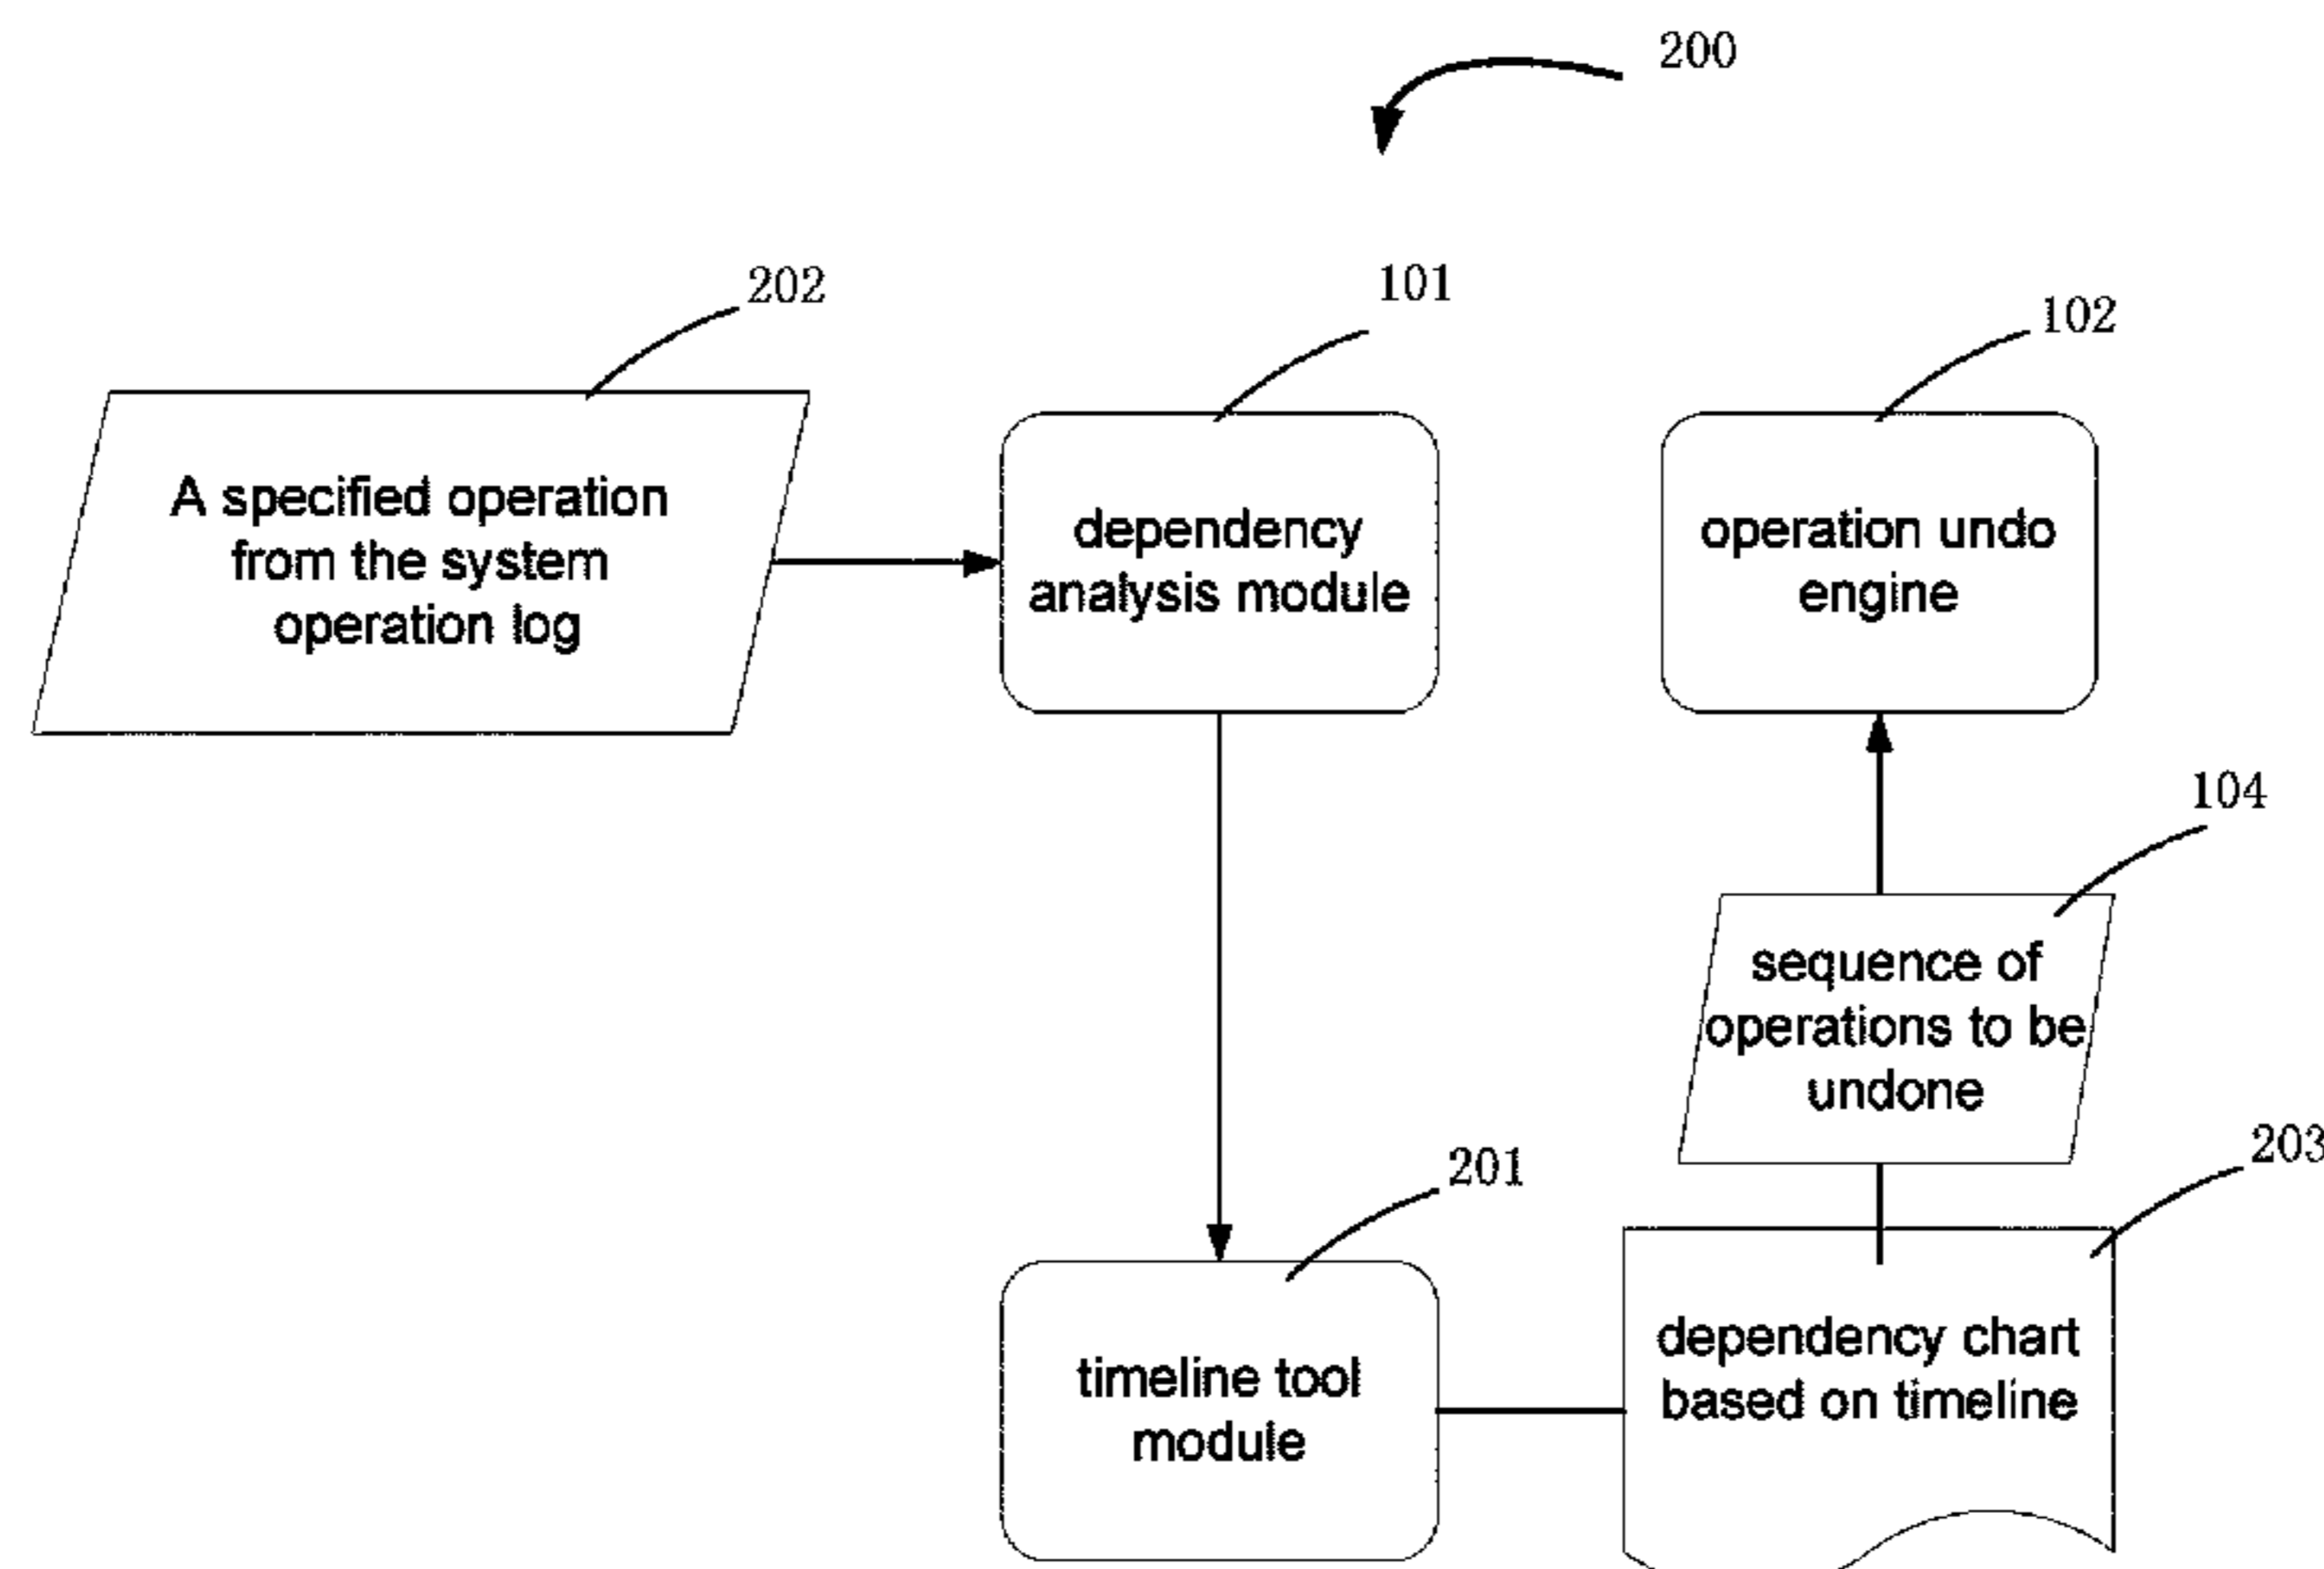 200
202
101
102
A specified operation
from the system
operation log
dependency
analysis module
operation undo
engine
104
sequence of
operations to be
undone
201
203
timeline tool
module
dependency chart
based on timeline